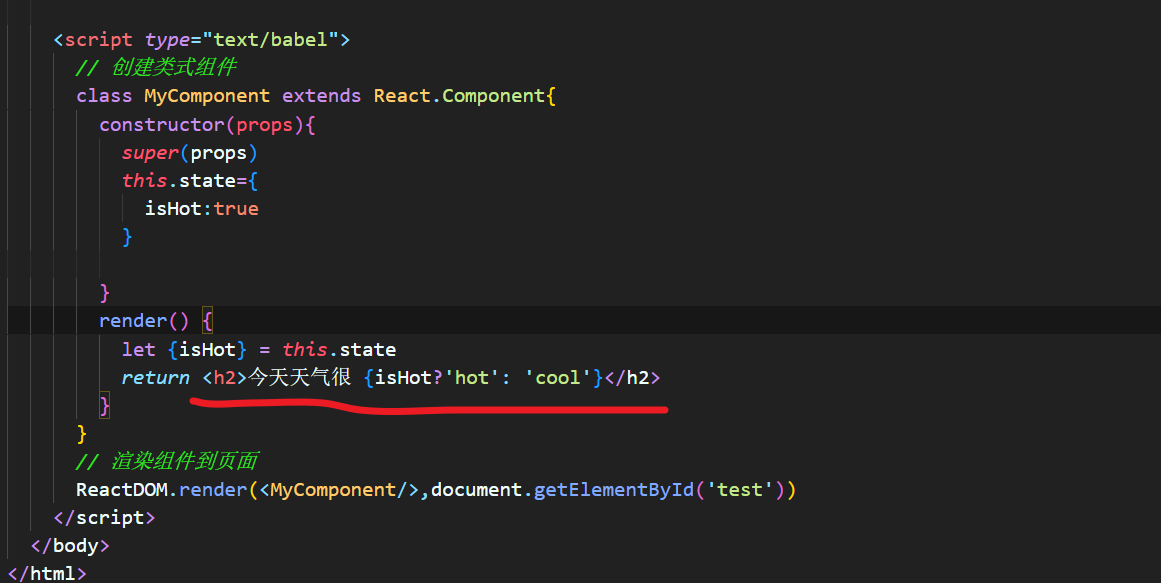 <script type="text/babel">
// 创建类式组件
class MyComponent extends React.Component{
constructor(props){
super(props)
this.state={
isHot:true
}
}
render() {
let {isHot} = this.state
return <h2>今天天气很 {isHot?'hot': 'cool'}</h2>
}
}
// 渲染组件到页面
ReactDOM.render(<MyComponent/>,document.getElementById('test'))
</script>
</body>
</html>